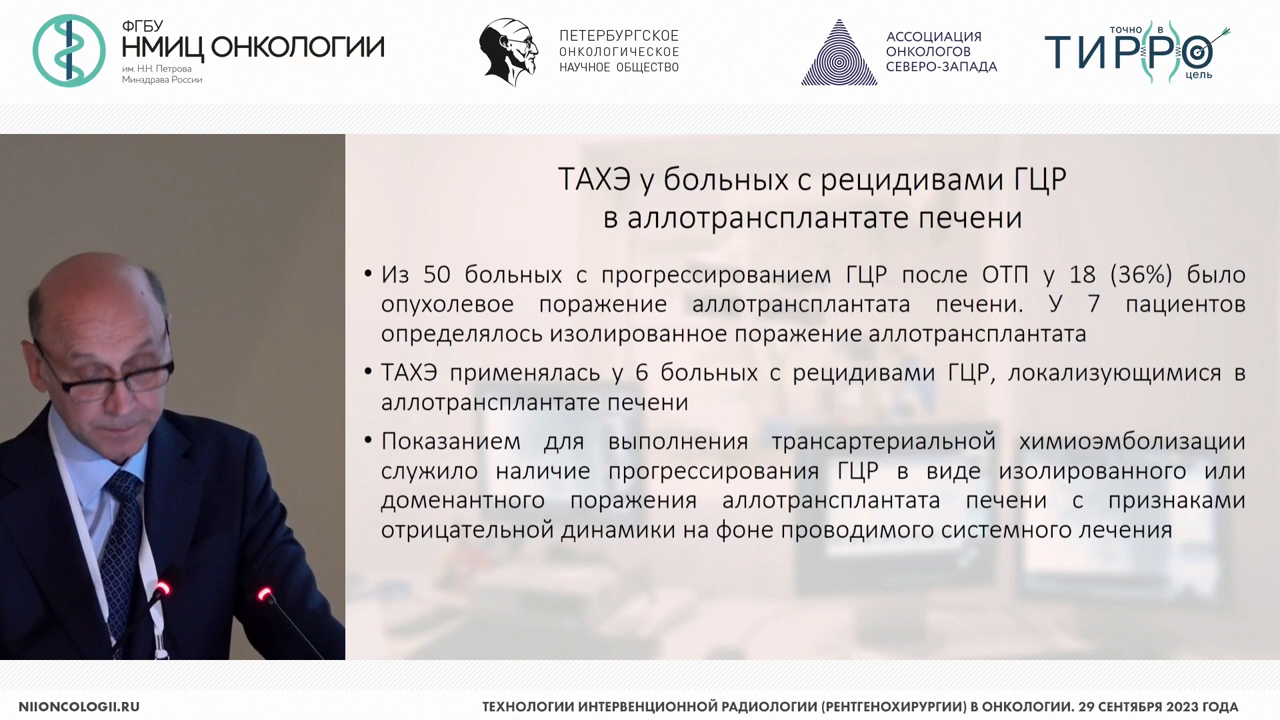 ФГБУ
НМИЦ ОНКОЛОГИИ
им. Н.Н. Петрова
Минздрава России
ПЕТЕРБУРГСКОЕ
ОНКОЛОГИЧЕСКОЕ
НАУЧНОЕ ОБЩЕСТВО
АССОЦИАЦИЯ
ОНКОЛОГОВ
СЕВЕРО-ЗАПАДА
ТОЧНО В
ТИРРО
цель
ТАХЭ у больных с рецидивами ГЦР
в аллотрансплантате печени
• Из 50 больных с прогрессированием ГЦР после ОТП у 18 (36%) было
опухолевое поражение аллотрансплантата печени. У 7 пациентов
определялось изолированное поражение аллотрансплантата
• ТАХЭ применялась у 6 больных с рецидивами ГЦР, локализующимися в
аллотрансплантате печени
• Показанием для выполнения трансартериальной химиоэмболизации
служило наличие прогрессирования ГЦР в виде изолированного или
доменантного поражения аллотрансплантата печени с признаками
отрицательной динамики на фоне проводимого системного лечения
NIIONCOLOGII.RU
ТЕХНОЛОГИИ ИНТЕРВЕНЦИОННОЙ РАДИОЛОГИИ (РЕНТГЕНОХИРУРГИИ) В ОНКОЛОГИИ. 29 СЕНТЯБРЯ 2023 ГОДА